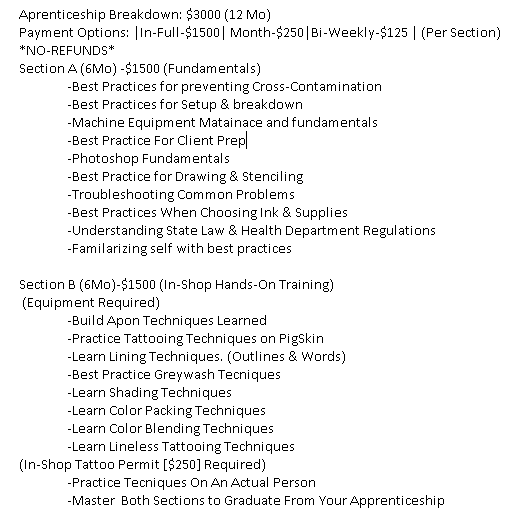 Aprenticeship Breakdown: $3000 (12 Mo)
Payment Options: |In-Full-$1500| Month-$250|Bi-Weekly-$125 | (Per Section)
*NO-REFUNDS*
Section A (6Mo) -$1500 (Fundamentals)
-Best Practices for preventing Cross-Contamination
-Best Practices for Setup & breakdown
-Machine Equipment Matainace and fundamentals
-Best Practice For Client Prep
-Photoshop Fundamentals
-Best Practice for Drawing & Stenciling
-Troubleshooting Common Problems
-Best Practices When Choosing Ink & Supplies
-Understanding State Law & Health Department Regulations
-Familarizing self with best practices
Section B (6Mo)-$1500 (In-Shop Hands-On Training)
(Equipment Required)
-Build Apon Techniques Learned
-Practice Tattooing Techniques on PigSkin
-Learn Lining Techniques. (Outlines & Words)
-Best Practice Greywash Tecniques
-Learn Shading Techniques
-Learn Color Packing Techniques
-Learn Color Blending Techniques
-Learn Lineless Tattooing Techniques
(In-Shop Tattoo Permit [$250] Required)
-Practice Tecniques On An Actual Person
-Master  Both Sections to Graduate From Your Apprenticeship